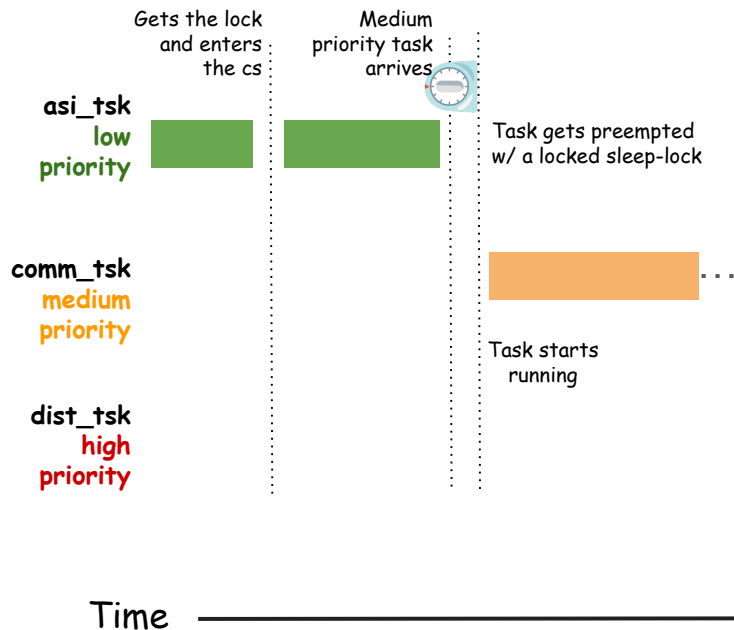 Gets the lock
and enters
the cs
Medium
priority task
arrives
asi_tsk
low
priority
Task gets preempted
w/ a locked sleep-lock
comm_tsk
medium
priority
Task starts
running
dist_tsk
high
priority
Time